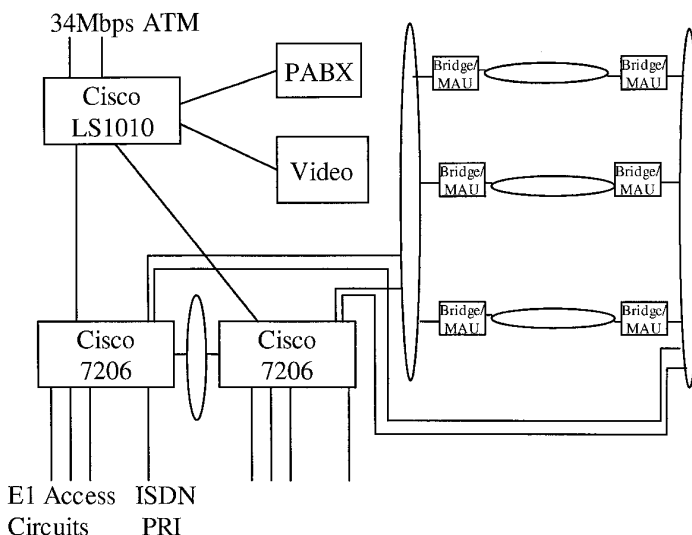 34Mbps ATM
Cisco
LS1010
PABX
Video
Bridge/
MAU
Bridge/
MAU
Bridge/
MAU
Bridge/
MAU
Bridge/
MAU
Bridge/
MAU
Cisco
7206
Cisco
7206
E1 Access
Circuits
ISDN
PRI